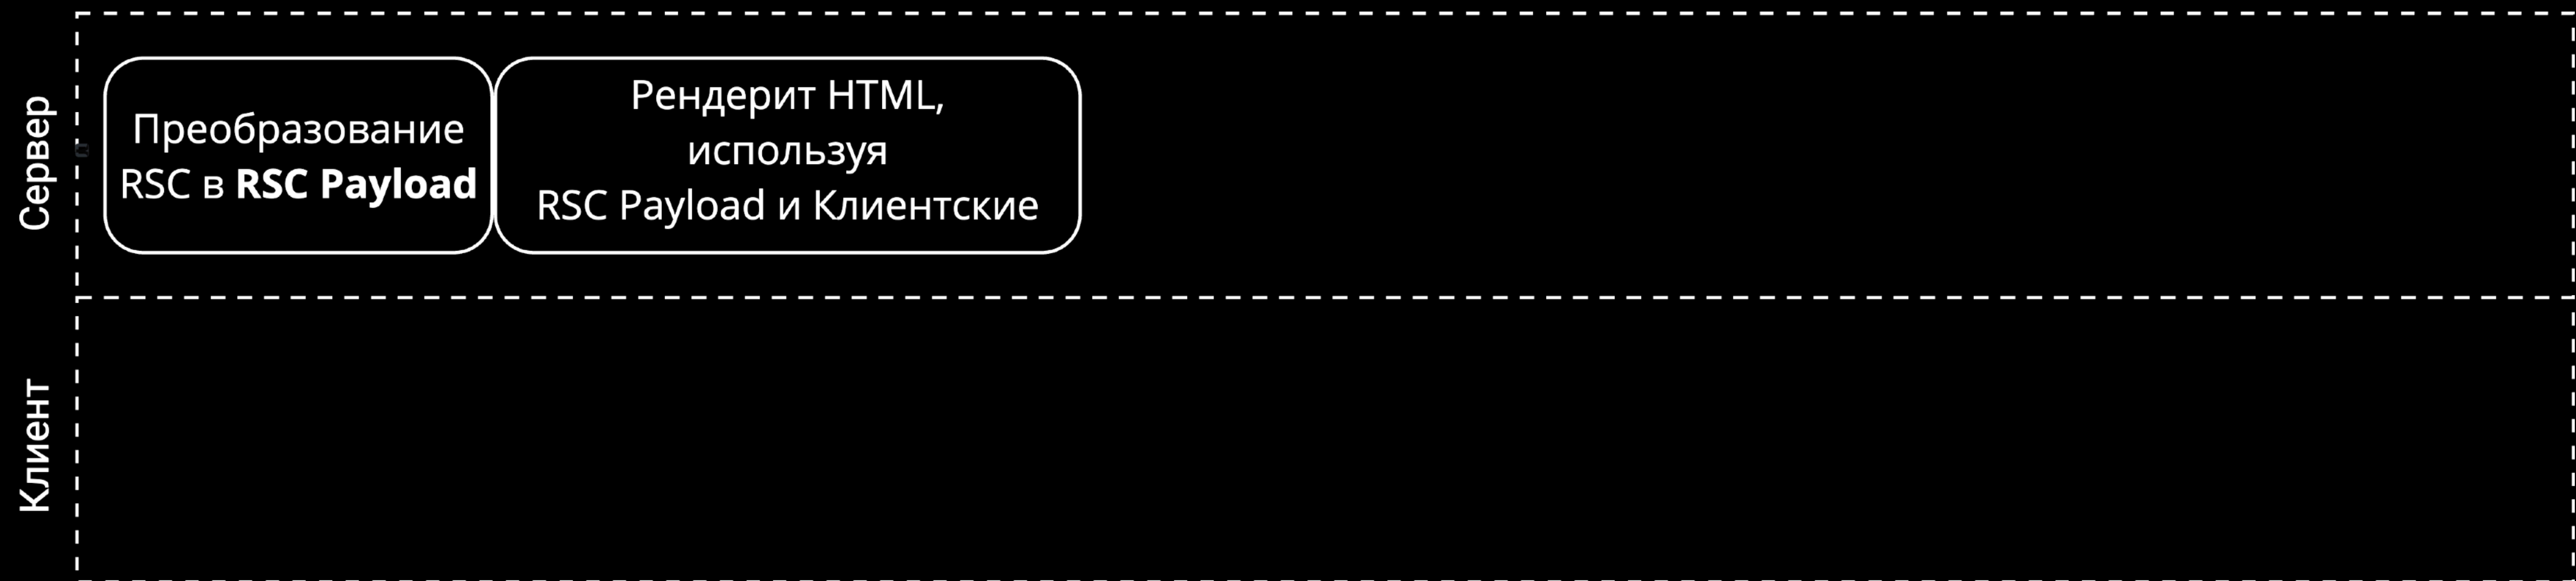 Сервер
Преобразование
RSC в RSC Payload
Рендерит HTML,
используя
RSC Payload и Клиентские
Клиент